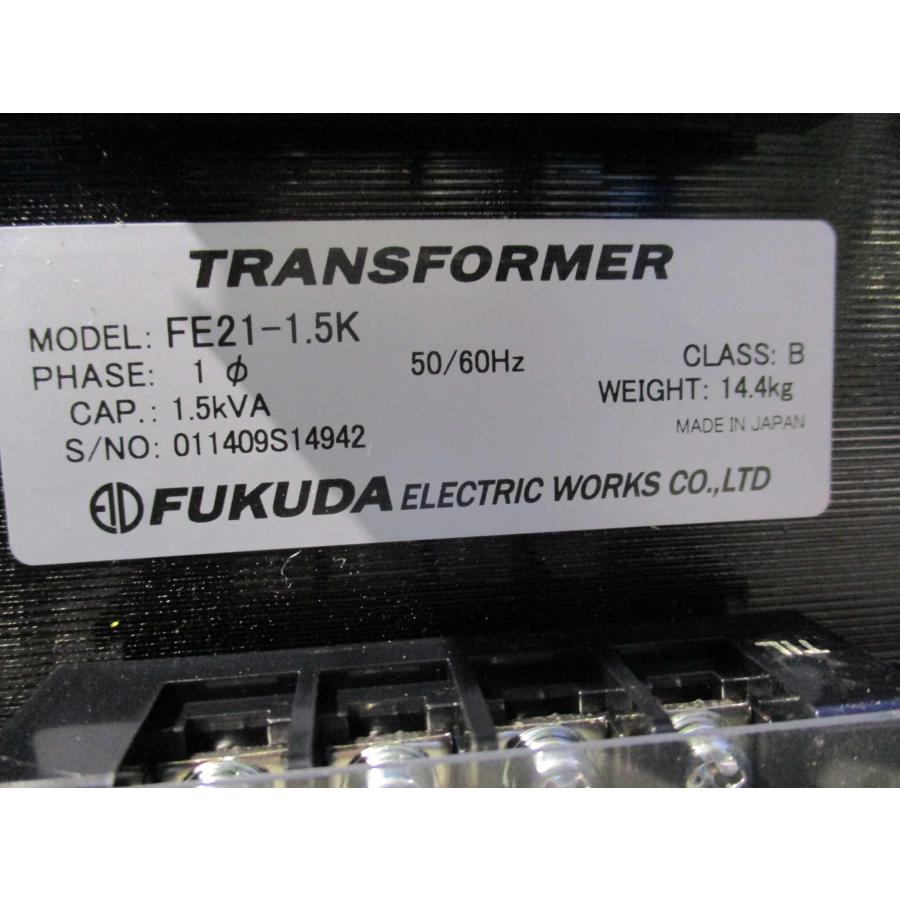 TRANSFORMER
MODEL: FE21-1.5K
PHASE: 1 ϕ 50/60Hz CLASS: B
CAP.: 1.5kVA WEIGHT: 14.4kg
S/NO: 011409S14942 MADE IN JAPAN
FUKUDA ELECTRIC WORKS CO.,LTD